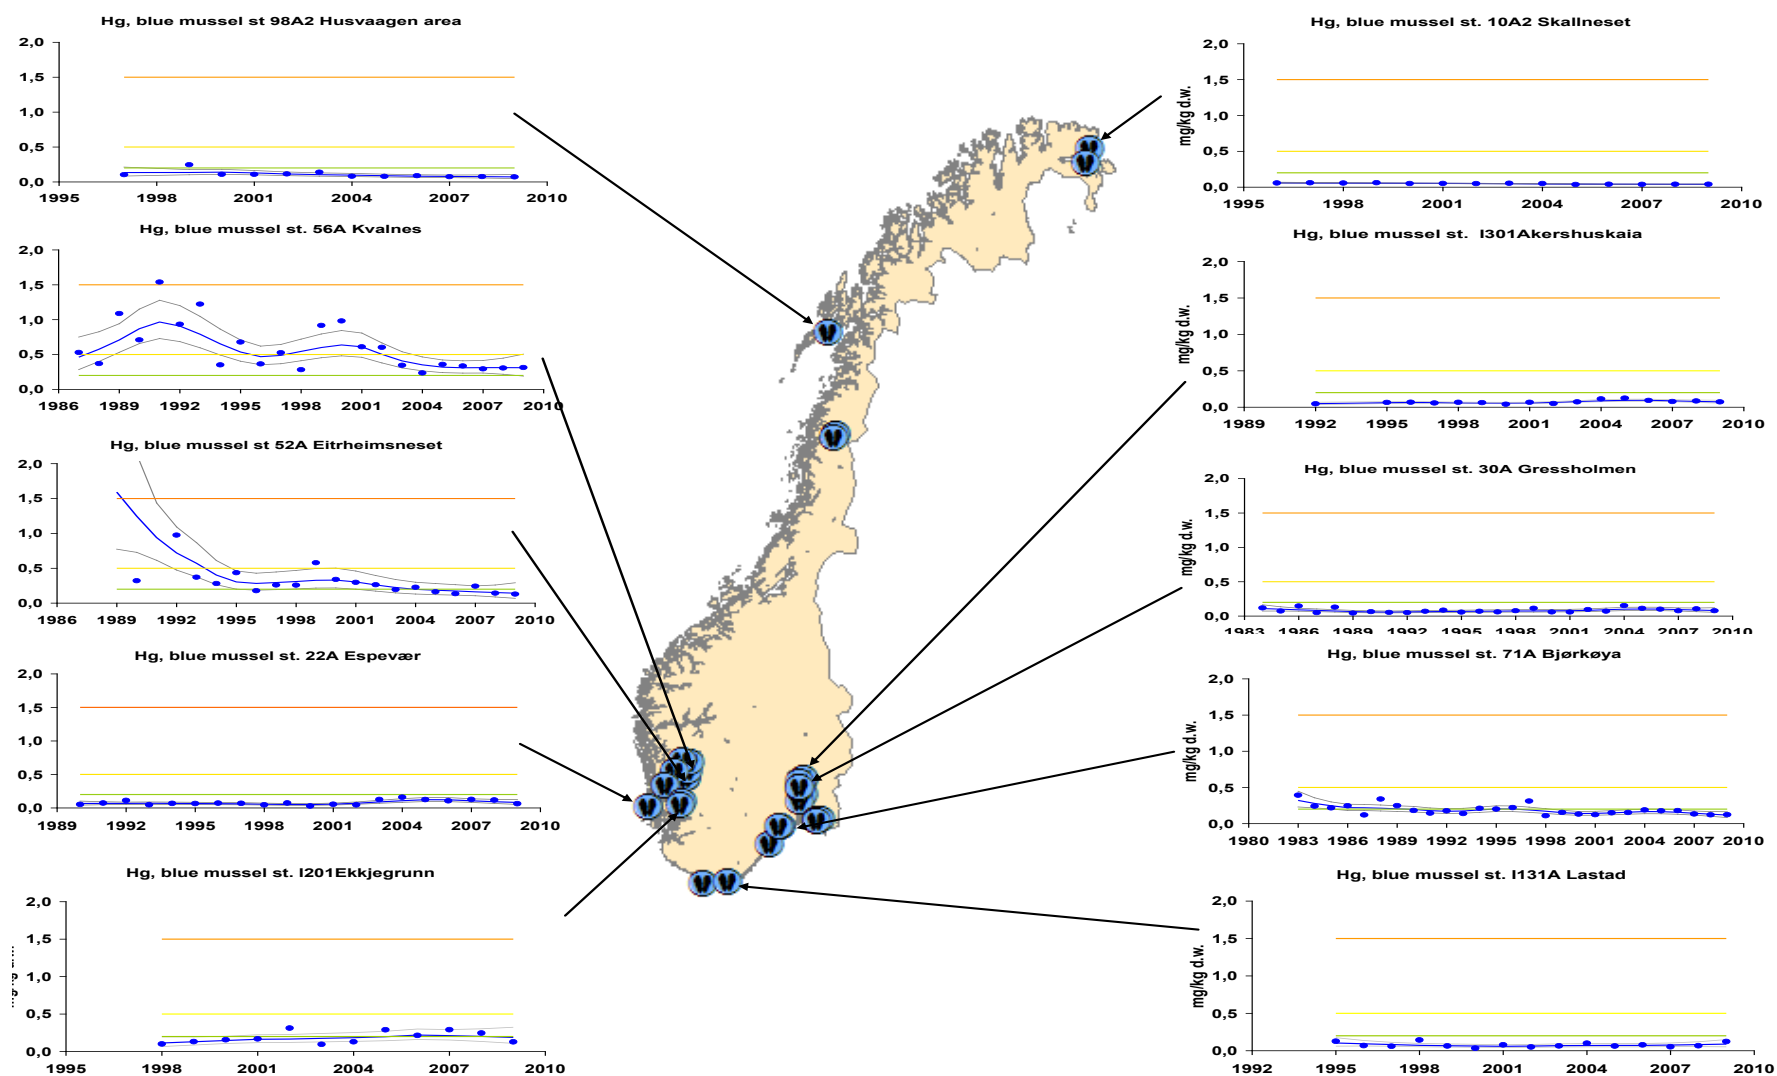 Hg, blue mussel st 98A2 Husvaagen area
2,0
1,5
1,0
0,5
0,0
1995 1998 2001 2004 2007 2010
Hg, blue mussel st. 56A Kvalnes
2,0
1,5
1,0
0,5
0,0
1986 1989 1992 1995 1998 2001 2004 2007 2010
Hg, blue mussel st 52A Eitrheimsneset
2,0
1,5
1,0
0,5
0,0
1986 1989 1992 1995 1998 2001 2004 2007 2010
Hg, blue mussel st. 22A Espevær
2,0
1,5
1,0
0,5
0,0
1989 1992 1995 1998 2001 2004 2007 2010
Hg, blue mussel st. I201Ekkjegrunn
2,0
1,5
1,0
0,5
0,0
1995 1998 2001 2004 2007 2010
Hg, blue mussel st. 10A2 Skallneset
mg/kg d.w.
2,0
1,5
1,0
0,5
0,0
1995 1998 2001 2004 2007 2010
Hg, blue mussel st. I301Akershuskaia
mg/kg d.w.
2,0
1,5
1,0
0,5
0,0
1989 1992 1995 1998 2001 2004 2007 2010
Hg, blue mussel st. 30A Gressholmen
mg/kg d.w.
2,0
1,5
1,0
0,5
0,0
1983 1986 1989 1992 1995 1998 2001 2004 2007 2010
Hg, blue mussel st. 71A Bjørkøya
mg/kg d.w.
2,0
1,5
1,0
0,5
0,0
1980 1983 1986 1989 1992 1995 1998 2001 2004 2007 2010
Hg, blue mussel st. I131A Lastad
mg/kg d.w.
2,0
1,5
1,0
0,5
0,0
1992 1995 1998 2001 2004 2007 2010